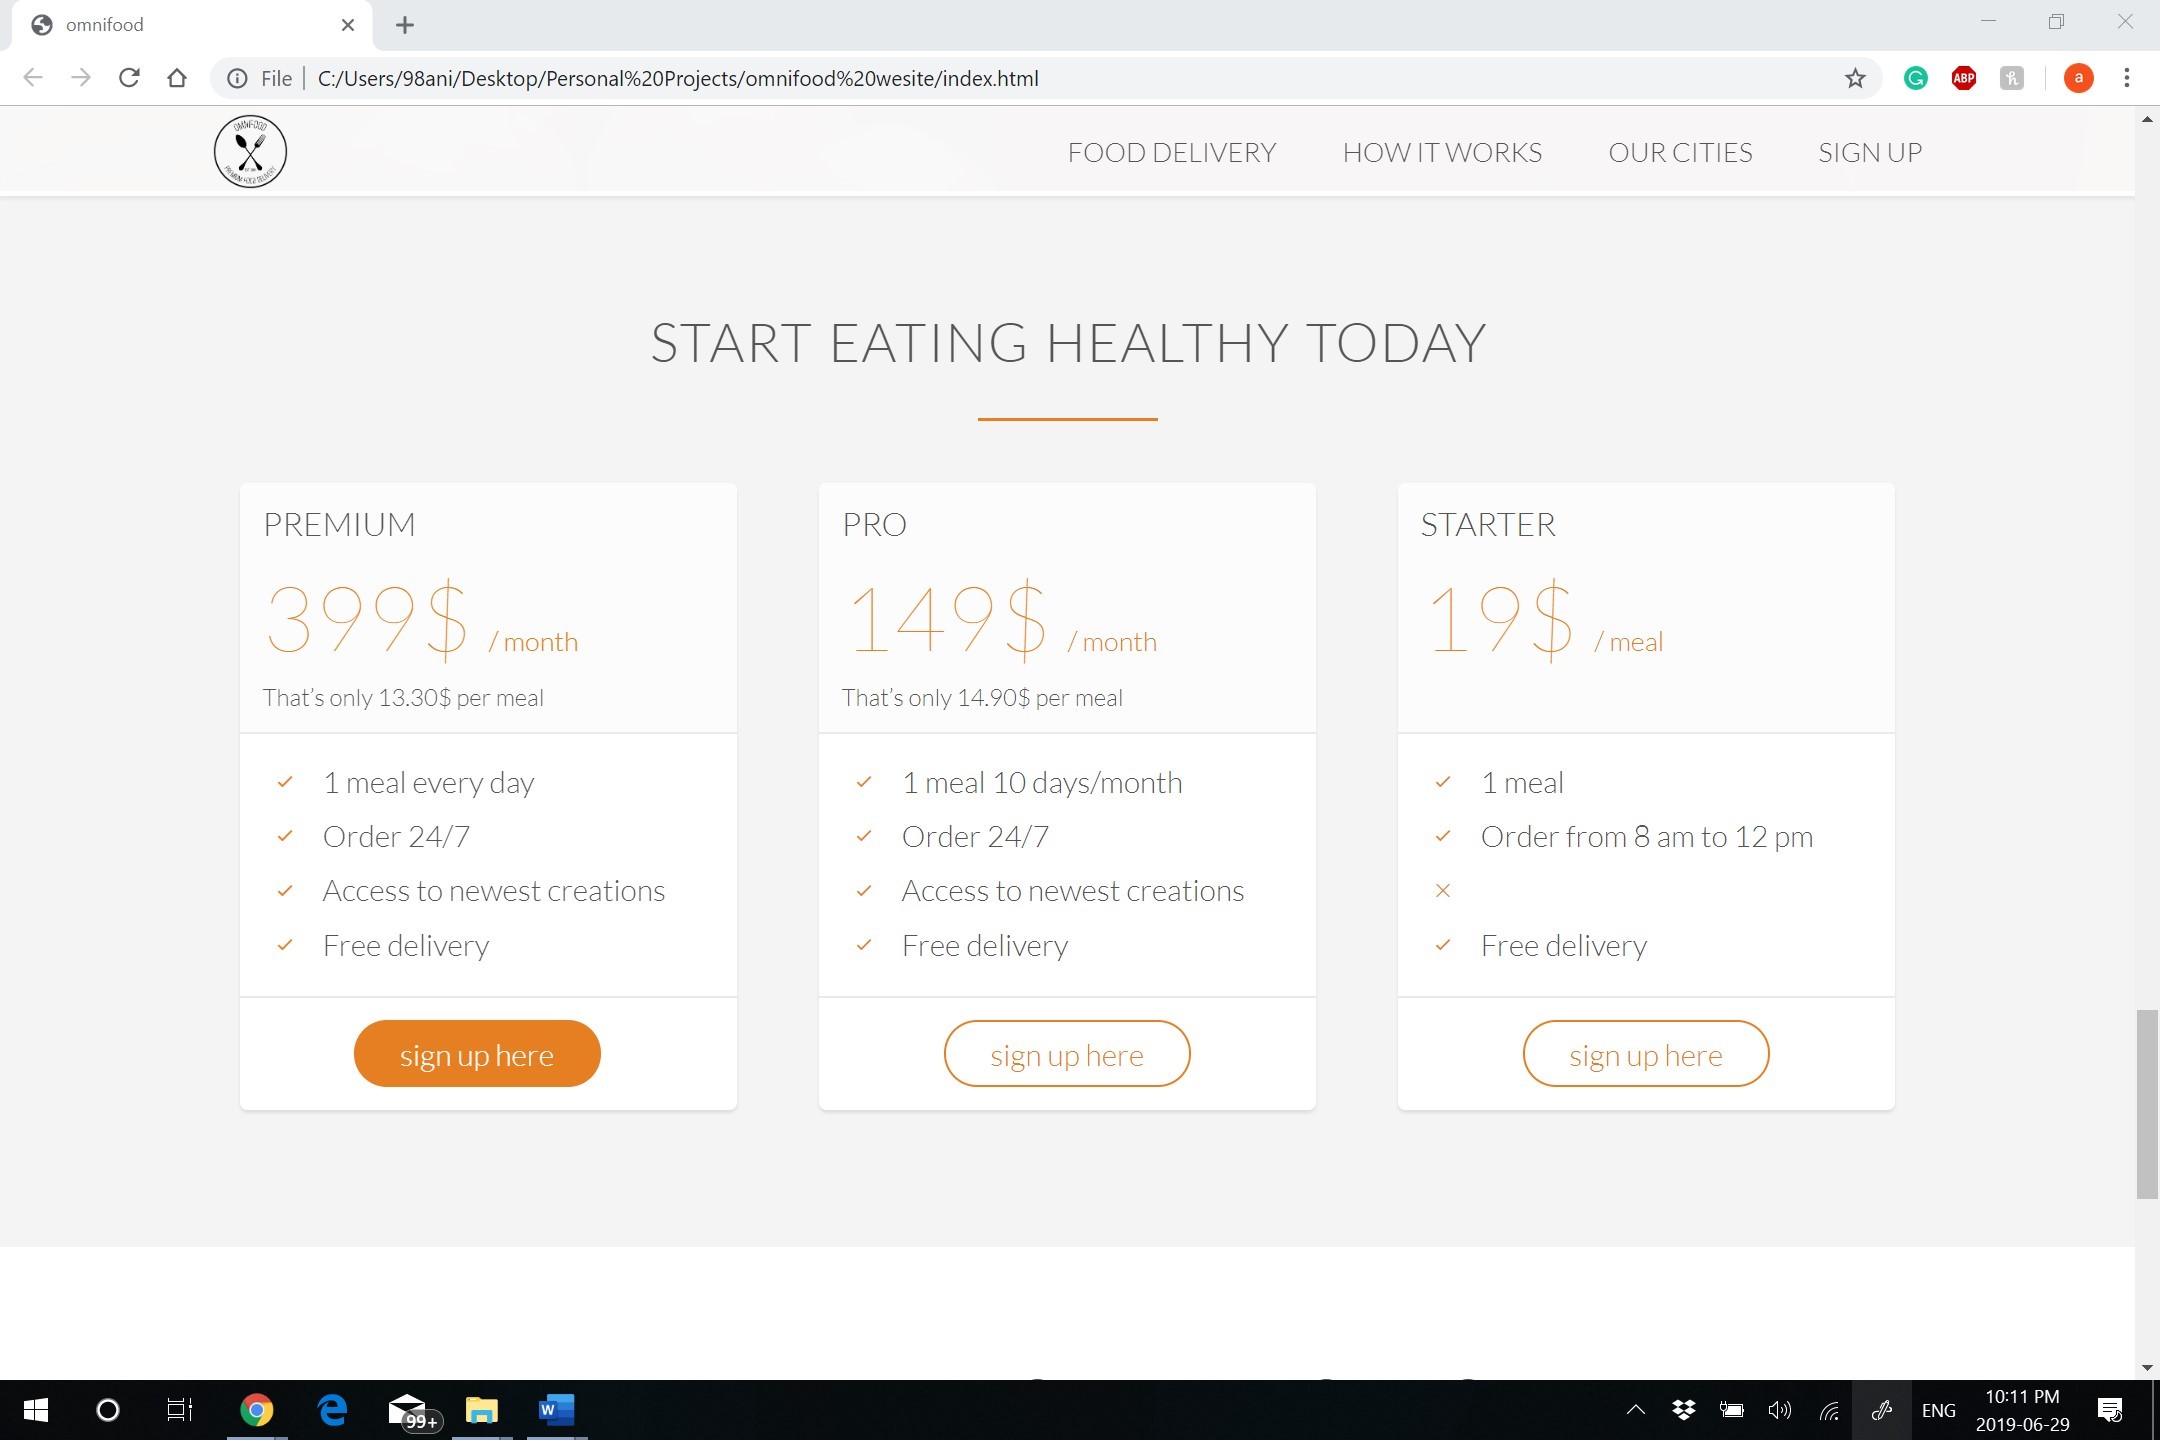 omnifood
File C:/Users/98ani/Desktop/Personal%20Projects/omnifood%20wesite/index.html
ABP
a
OMNIFOOD
PREMIUM FOOD DELIVERY
FOOD DELIVERY HOW IT WORKS OUR CITIES SIGN UP
START EATING HEALTHY TODAY
PREMIUM
399$ / month
That’s only 13.30$ per meal
1 meal every day
Order 24/7
Access to newest creations
Free delivery
sign up here
PRO
149$ / month
That’s only 14.90$ per meal
1 meal 10 days/month
Order 24/7
Access to newest creations
Free delivery
sign up here
STARTER
19$ / meal
1 meal
Order from 8 am to 12 pm
Free delivery
sign up here
99+
ENG
10:11 PM
2019-06-29